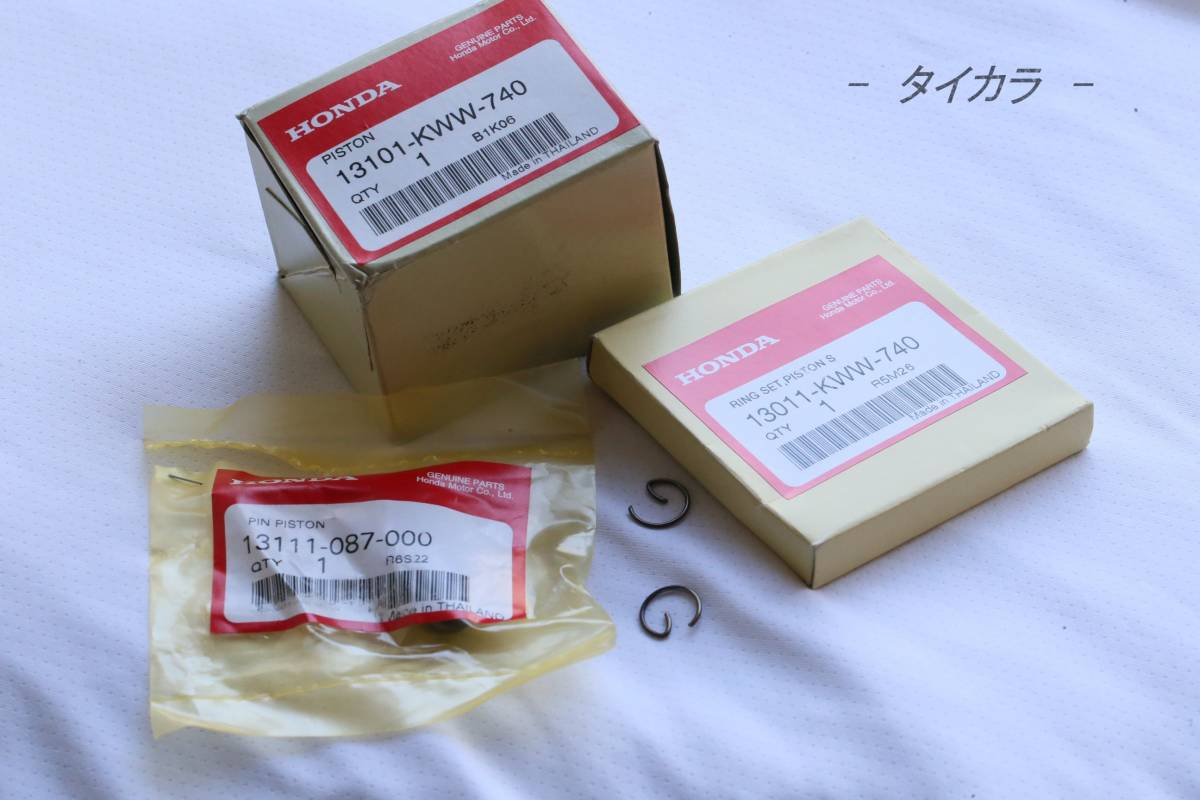 - タイカラ -
HONDA
GENUINE PARTS
Honda Motor Co., Ltd.
PISTON
13101-KWW-740
QTY 1 B1K06
Made in THAILAND
HONDA
GENUINE PARTS
Honda Motor Co., Ltd.
RING SET,PISTON S
13011-KWW-740
QTY 1 R5M26
Made in THAILAND
HONDA
GENUINE PARTS
Honda Motor Co., Ltd.
PIN PISTON
13111-087-000
QTY 1 R6S22
Made in THAILAND